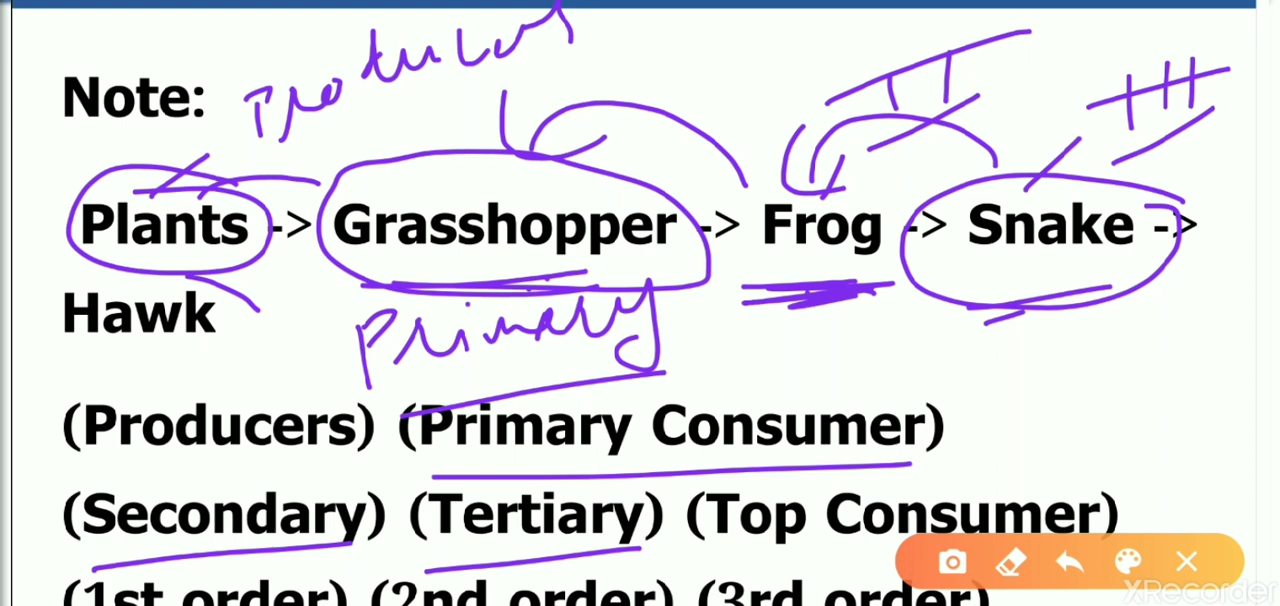 Producers
II
III
Note:
Plants -> Grasshopper -> Frog -> Snake ->
Hawk
Primary
(Producers) (Primary Consumer)
(Secondary) (Tertiary) (Top Consumer)
(1st order) (2nd order) (3rd order)
XRecorder